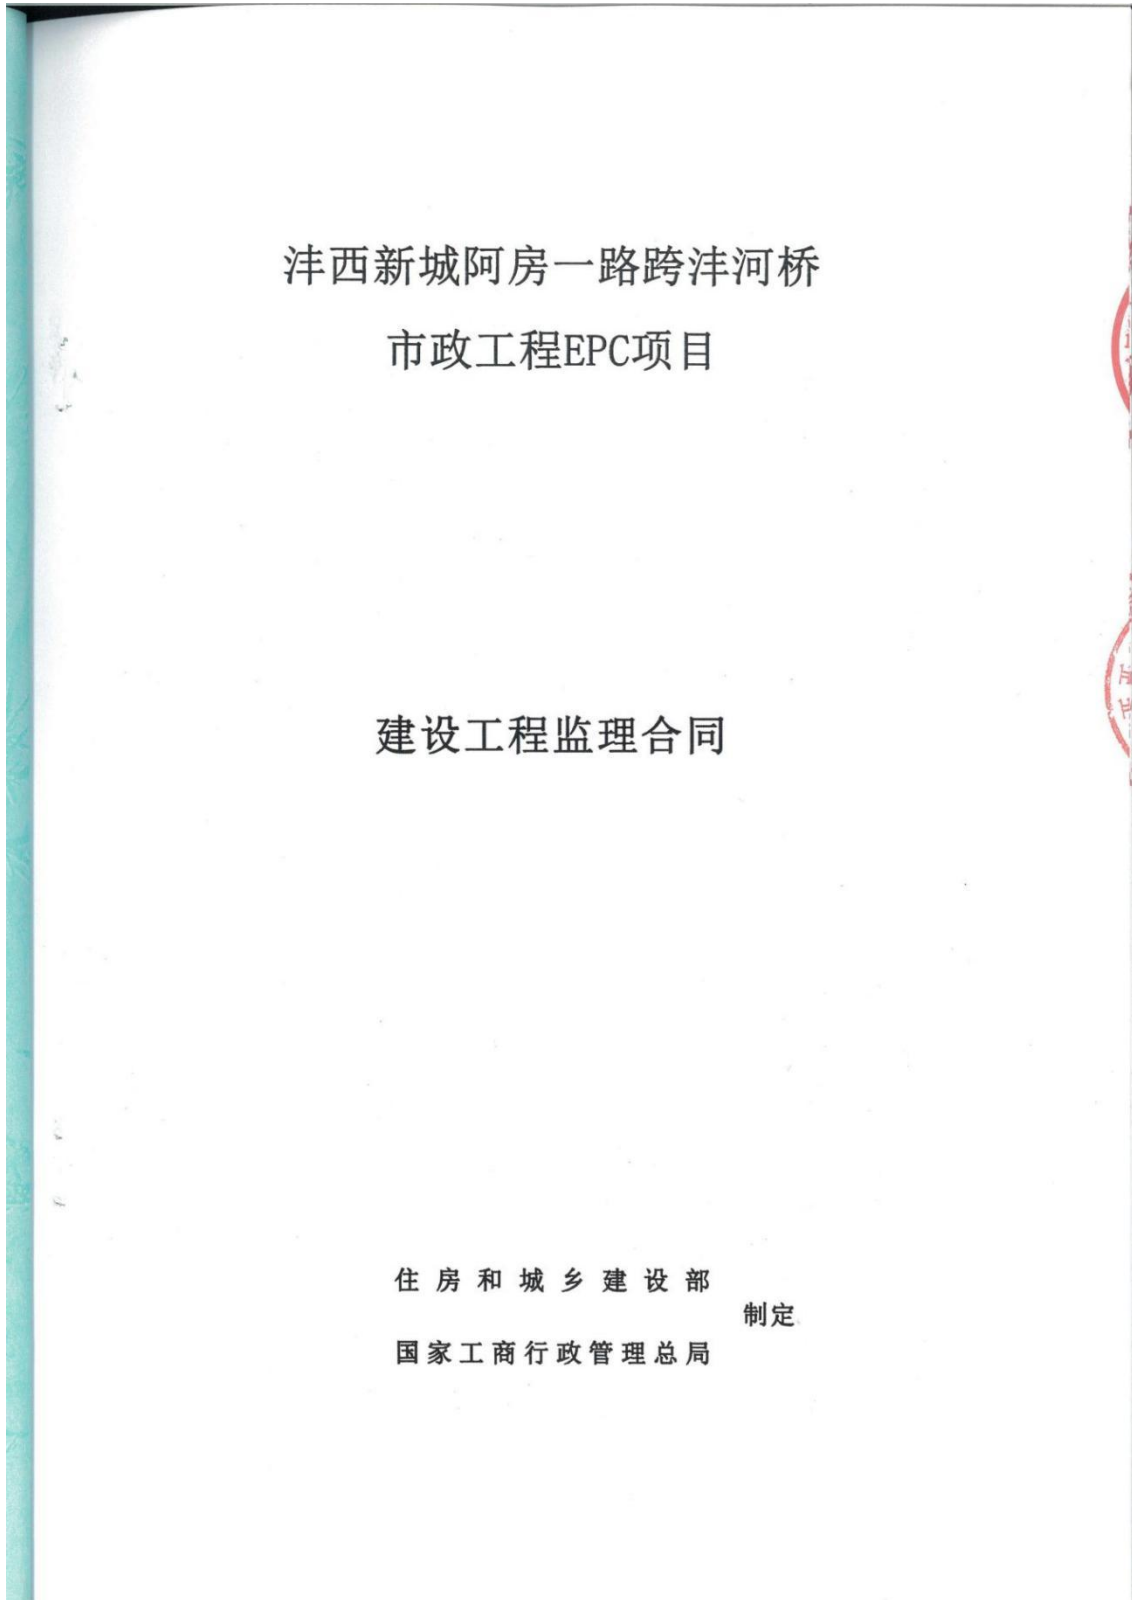 沣西新城阿房一路跨沣河桥
市政工程EPC项目
建设工程监理合同
住房和城乡建设部
国家工商行政管理总局
制定